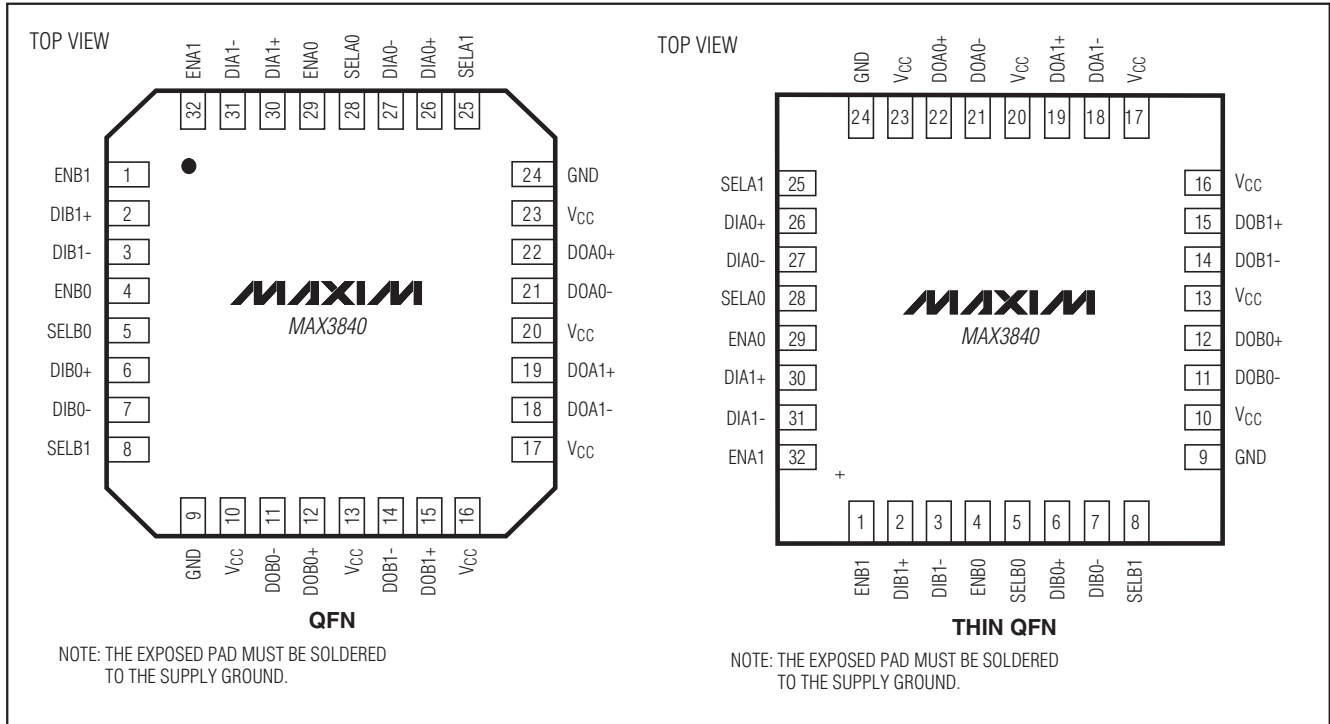 TOP VIEW
ENA1
DIA1-
DIA1+
ENA0
SELA0
DIA0-
DIA0+
SELA1
32
31
30
29
28
27
26
25
ENB1 1
DIB1+ 2
DIB1- 3
ENB0 4
SELB0 5
DIB0+ 6
DIB0- 7
SELB1 8
24 GND
23 VCC
22 DOA0+
21 DOA0-
20 VCC
19 DOA1+
18 DOA1-
17 VCC
MAXIM
MAX3840
9
10
11
12
13
14
15
16
GND
VCC
DOB0-
DOB0+
VCC
DOB1-
DOB1+
VCC
QFN
NOTE: THE EXPOSED PAD MUST BE SOLDERED
TO THE SUPPLY GROUND.
TOP VIEW
GND
VCC
DOA0+
DOA0-
VCC
DOA1+
DOA1-
VCC
24
23
22
21
20
19
18
17
SELA1 25
DIA0+ 26
DIA0- 27
SELA0 28
ENA0 29
DIA1+ 30
DIA1- 31
ENA1 32
16 VCC
15 DOB1+
14 DOB1-
13 VCC
12 DOB0+
11 DOB0-
10 VCC
9 GND
MAXIM
MAX3840
+
1
2
3
4
5
6
7
8
ENB1
DIB1+
DIB1-
ENB0
SELB0
DIB0+
DIB0-
SELB1
THIN QFN
NOTE: THE EXPOSED PAD MUST BE SOLDERED
TO THE SUPPLY GROUND.